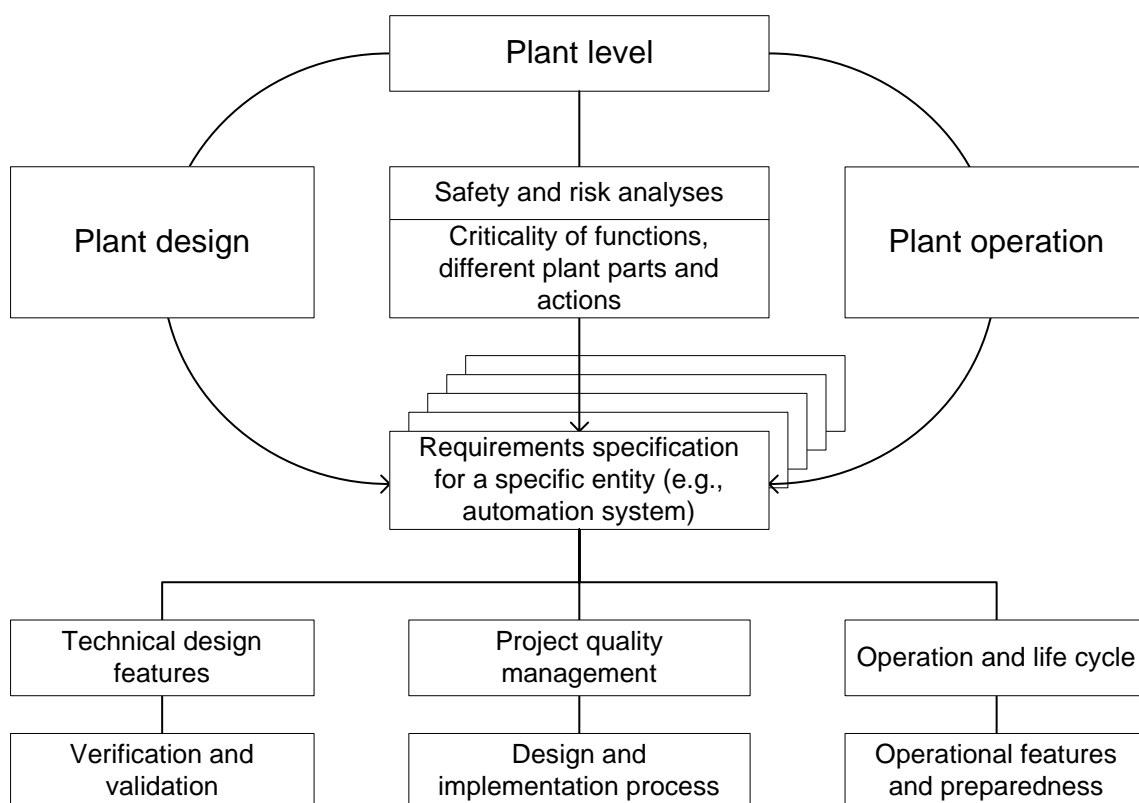 Plant level
Plant design
Safety and risk analyses
Criticality of functions,
different plant parts and
actions
Plant operation
Requirements specification
for a specific entity (e.g.,
automation system)
Technical design
features
Project quality
management
Operation and life cycle
Verification and
validation
Design and
implementation process
Operational features
and preparedness